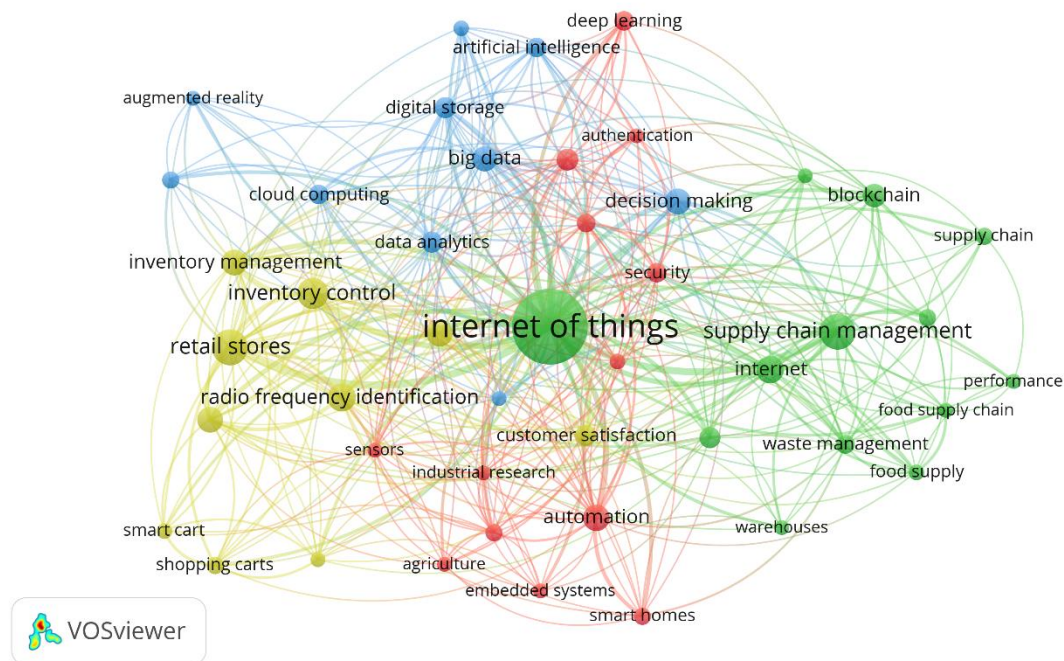 deep learning
artificial intelligence
augmented reality
digital storage
authentication
big data
cloud computing
decision making
blockchain
data analytics
supply chain
inventory management
security
inventory control
internet of things
supply chain management
retail stores
internet
performance
radio frequency identification
food supply chain
customer satisfaction
waste management
sensors
industrial research
food supply
automation
smart cart
warehouses
shopping carts
agriculture
embedded systems
smart homes
VOSviewer